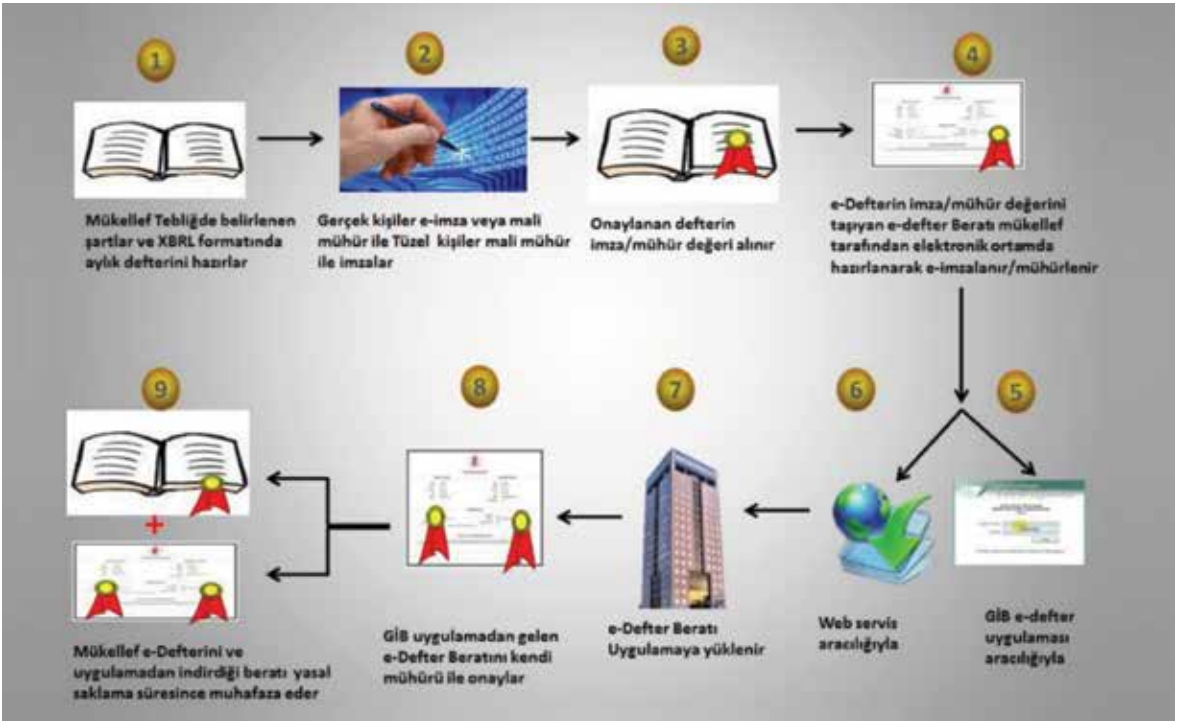 1
Mükellef Tebliğde belirlenen
şartlar ve XBRL formatında
aylık defterini hazırlar
2
Gerçek kişiler e-imza veya mali
mühür ile Tüzel kişiler mali mühür
ile imzalar
3
Onaylanan defterin
imza/mühür değeri alınır
4
e-Defterin imza/mühür değerini
taşıyan e-defter Beratı mükellef
tarafından elektronik ortamda
hazırlanarak e-imzalanır/mühürlenir
5
GİB e-defter
uygulaması
aracılığıyla
6
Web servis
aracılığıyla
7
e-Defter Beratı
Uygulamaya yüklenir
8
GİB uygulamadan gelen
e-Defter Beratını kendi
mühürü ile onaylar
9
+
Mükellef e-Defterini ve
uygulamadan indirdiği beratı yasal
saklama süresince muhafaza eder